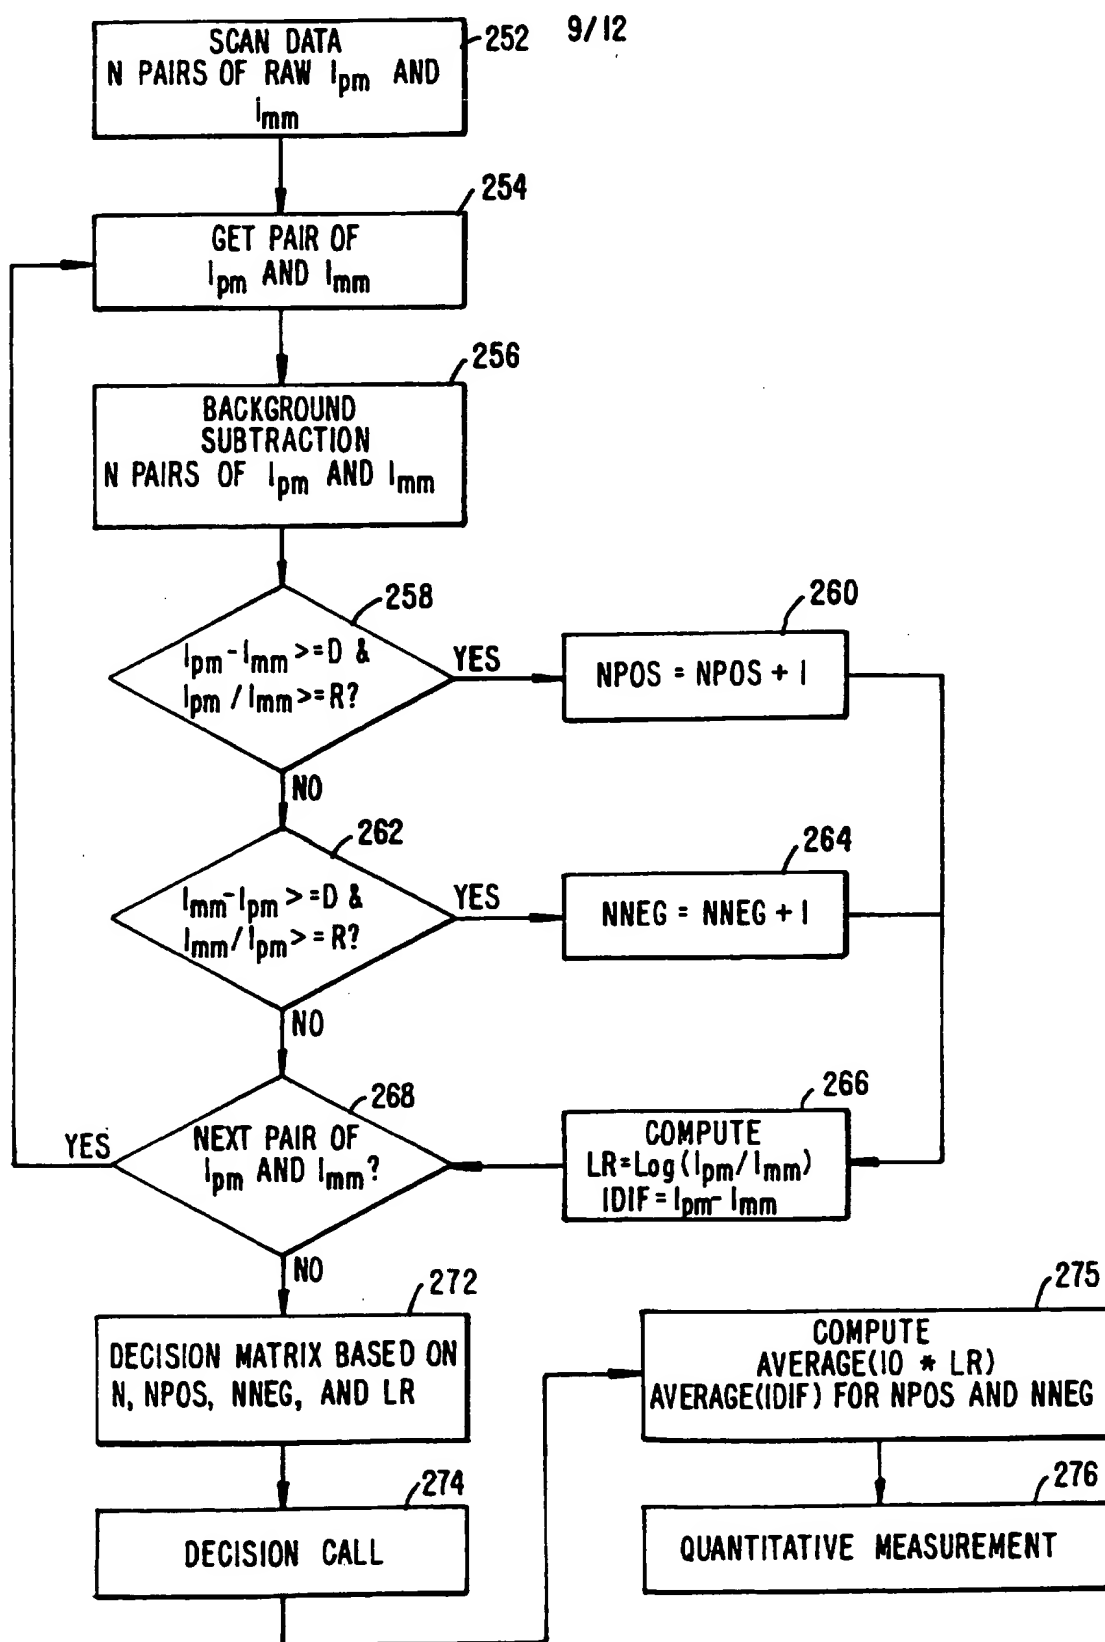 9/12
252
SCAN DATA
N PAIRS OF RAW Ipm AND
imm
254
GET PAIR OF
Ipm AND Imm
256
BACKGROUND
SUBTRACTION
N PAIRS OF Ipm AND Imm
258
Ipm-Imm >=D &
Ipm / Imm >=R?
YES
260
NPOS = NPOS + 1
NO
262
Imm-Ipm >=D &
Imm/Ipm >=R?
YES
264
NNEG = NNEG + 1
NO
268
NEXT PAIR OF
Ipm AND Imm?
YES
266
COMPUTE
LR=Log(Ipm/Imm)
IDIF=Ipm-Imm
NO
272
DECISION MATRIX BASED ON
N, NPOS, NNEG, AND LR
274
DECISION CALL
275
COMPUTE
AVERAGE(10 * LR)
AVERAGE(IDIF) FOR NPOS AND NNEG
276
QUANTITATIVE MEASUREMENT